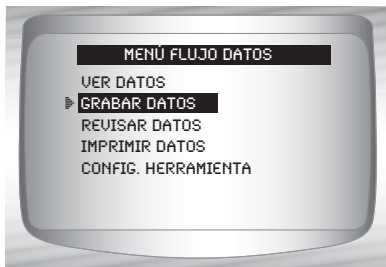 MENÚ FLUJO DATOS
VER DATOS
GRABAR DATOS
REVISAR DATOS
IMPRIMIR DATOS
CONFIG. HERRAMIENTA